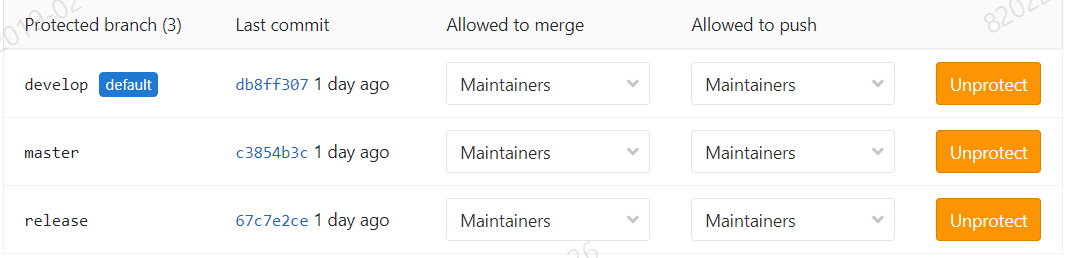 Protected branch (3) Last commit Allowed to merge Allowed to push
develop default db8ff307 1 day ago Maintainers Maintainers Unprotect
master c3854b3c 1 day ago Maintainers Maintainers Unprotect
release 67c7e2ce 1 day ago Maintainers Maintainers Unprotect